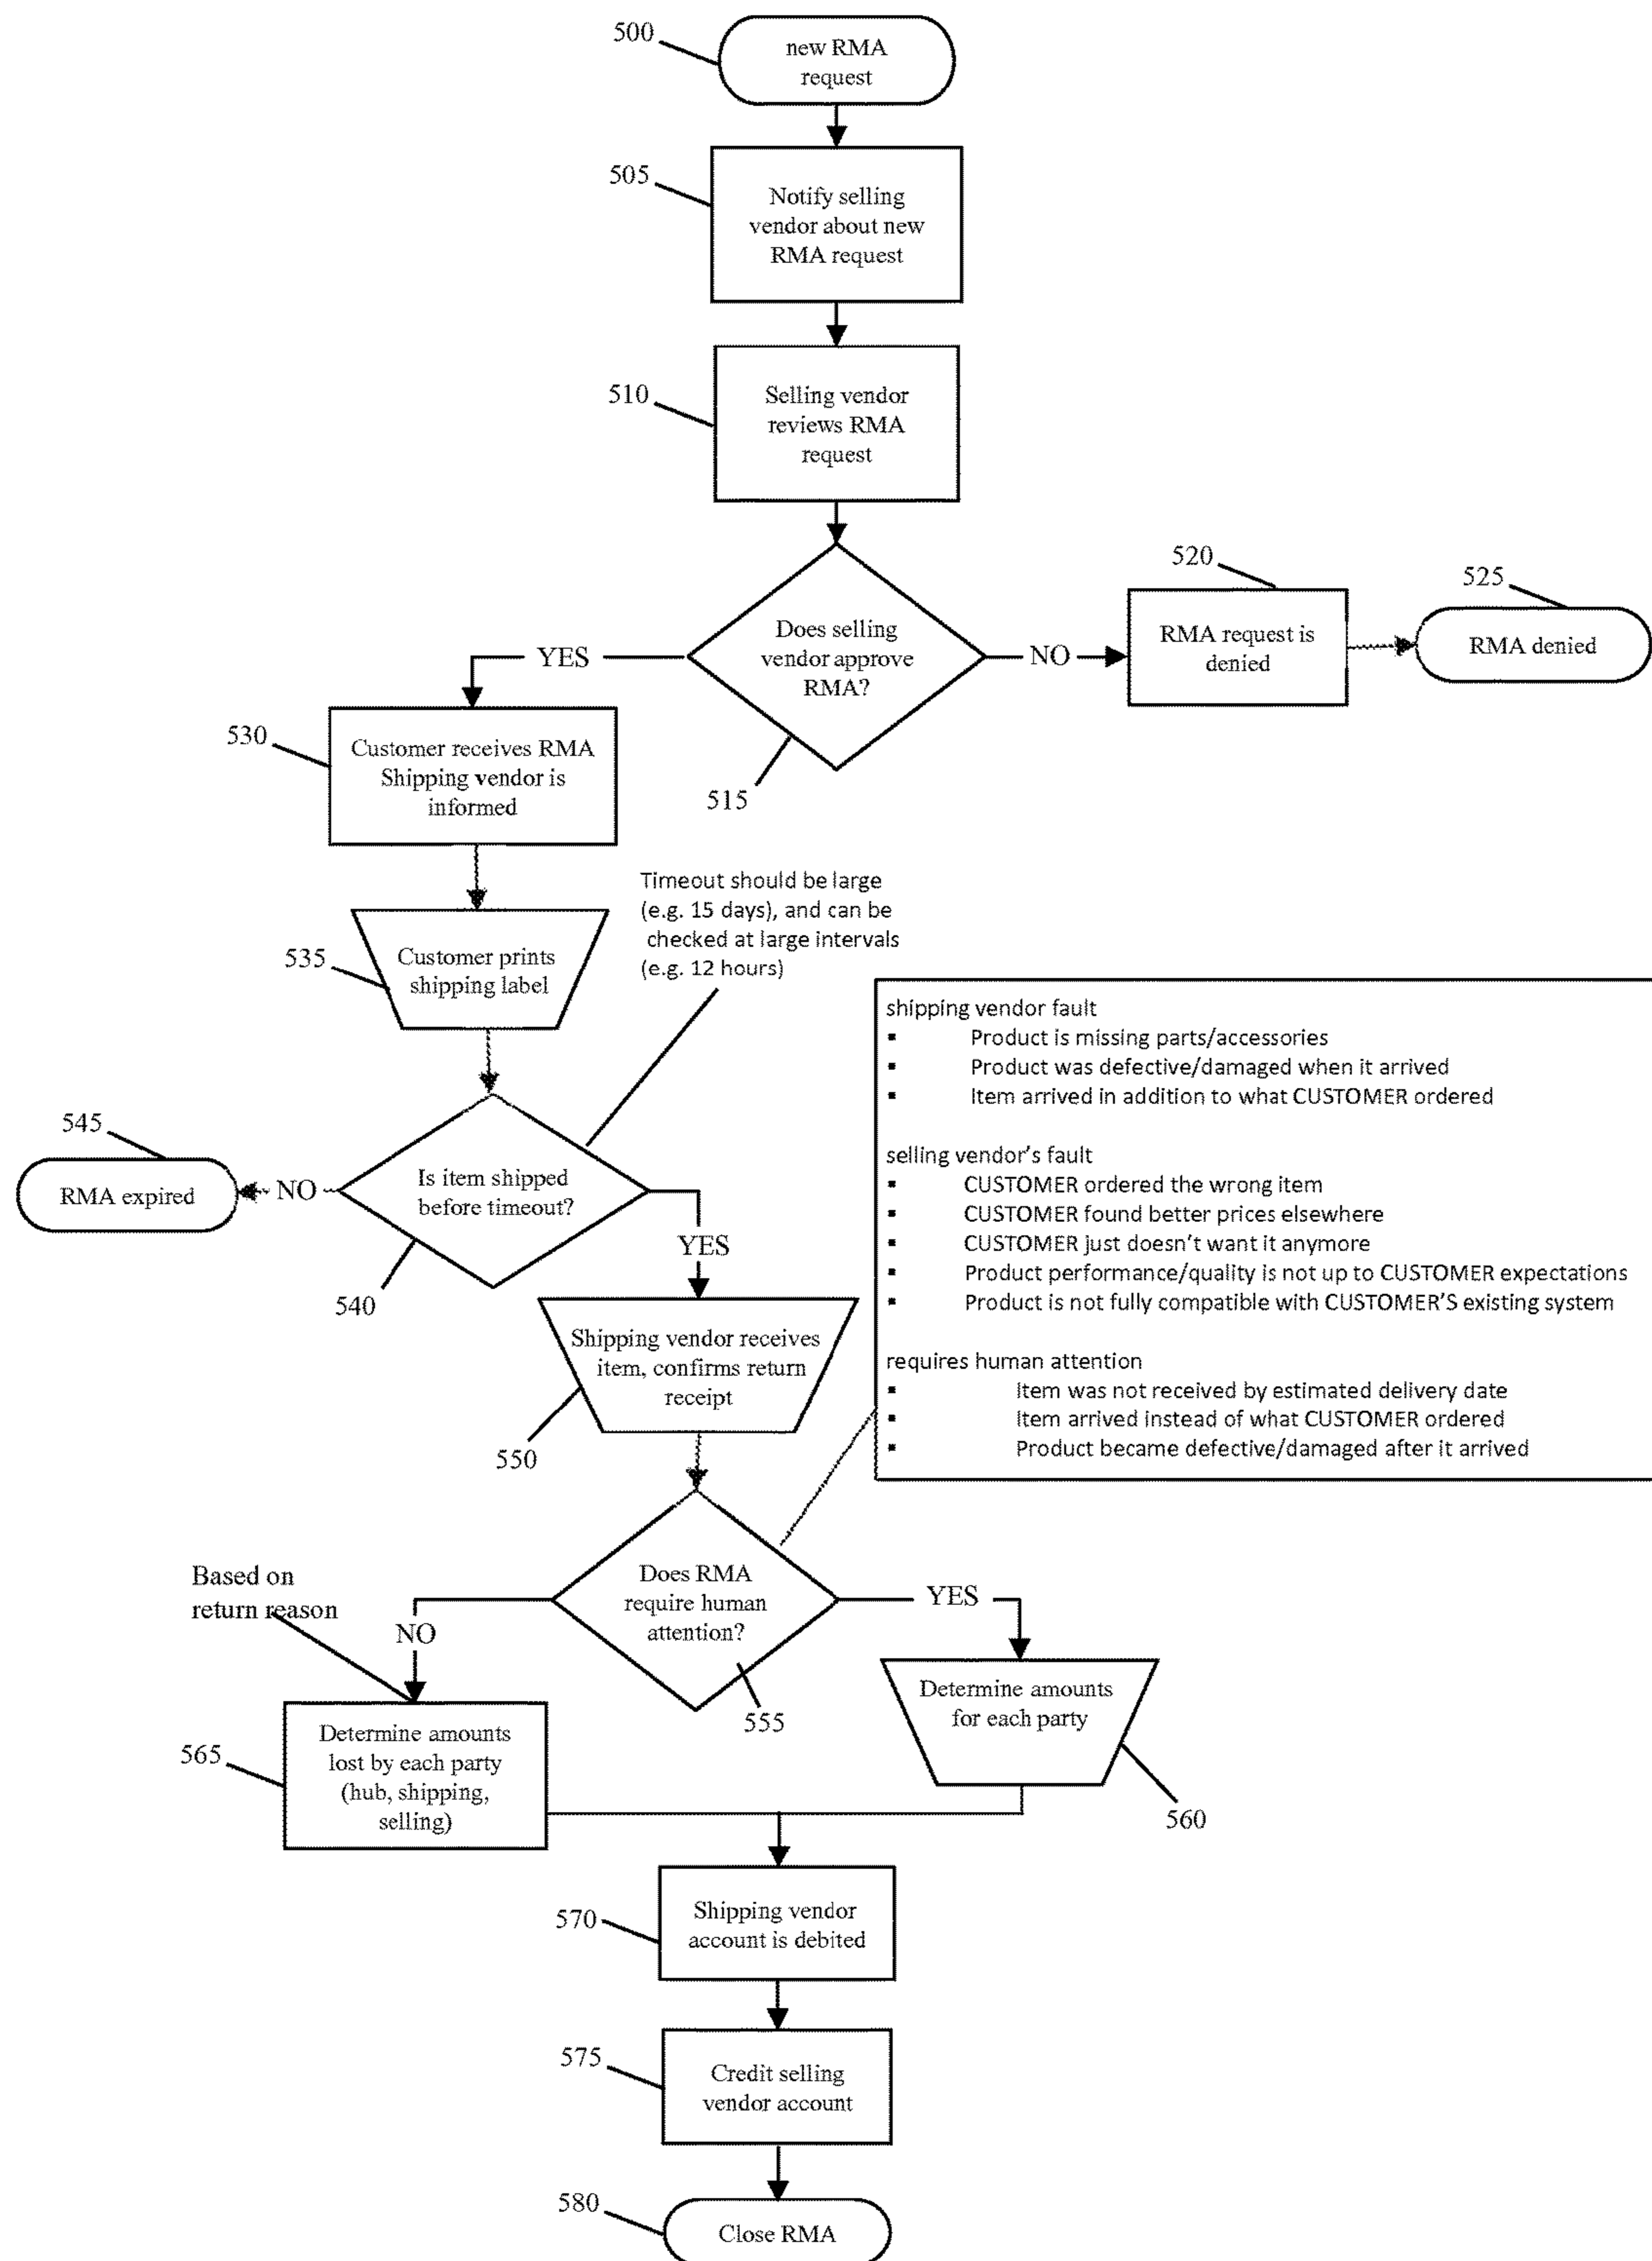 500
new RMA
request
505
Notify selling
vendor about new
RMA request
510
Selling vendor
reviews RMA
request
520
525
Does selling
vendor approve
RMA?
YES
NO
RMA request is
denied
RMA denied
515
530
Customer receives RMA
Shipping vendor is
informed
Timeout should be large
(e.g. 15 days), and can be
checked at large intervals
(e.g. 12 hours)
535
Customer prints
shipping label
shipping vendor fault
▪ Product is missing parts/accessories
▪ Product was defective/damaged when it arrived
▪ Item arrived in addition to what CUSTOMER ordered
selling vendor's fault
▪ CUSTOMER ordered the wrong item
▪ CUSTOMER found better prices elsewhere
▪ CUSTOMER just doesn't want it anymore
▪ Product performance/quality is not up to CUSTOMER expectations
▪ Product is not fully compatible with CUSTOMER'S existing system
requires human attention
▪ Item was not received by estimated delivery date
▪ Item arrived instead of what CUSTOMER ordered
▪ Product became defective/damaged after it arrived
545
RMA expired
NO
Is item shipped
before timeout?
YES
540
Shipping vendor receives
item, confirms return
receipt
550
Based on
return reason
Does RMA
require human
attention?
NO
YES
555
Determine amounts
for each party
560
565
Determine amounts
lost by each party
(hub, shipping,
selling)
570
Shipping vendor
account is debited
575
Credit selling
vendor account
580
Close RMA